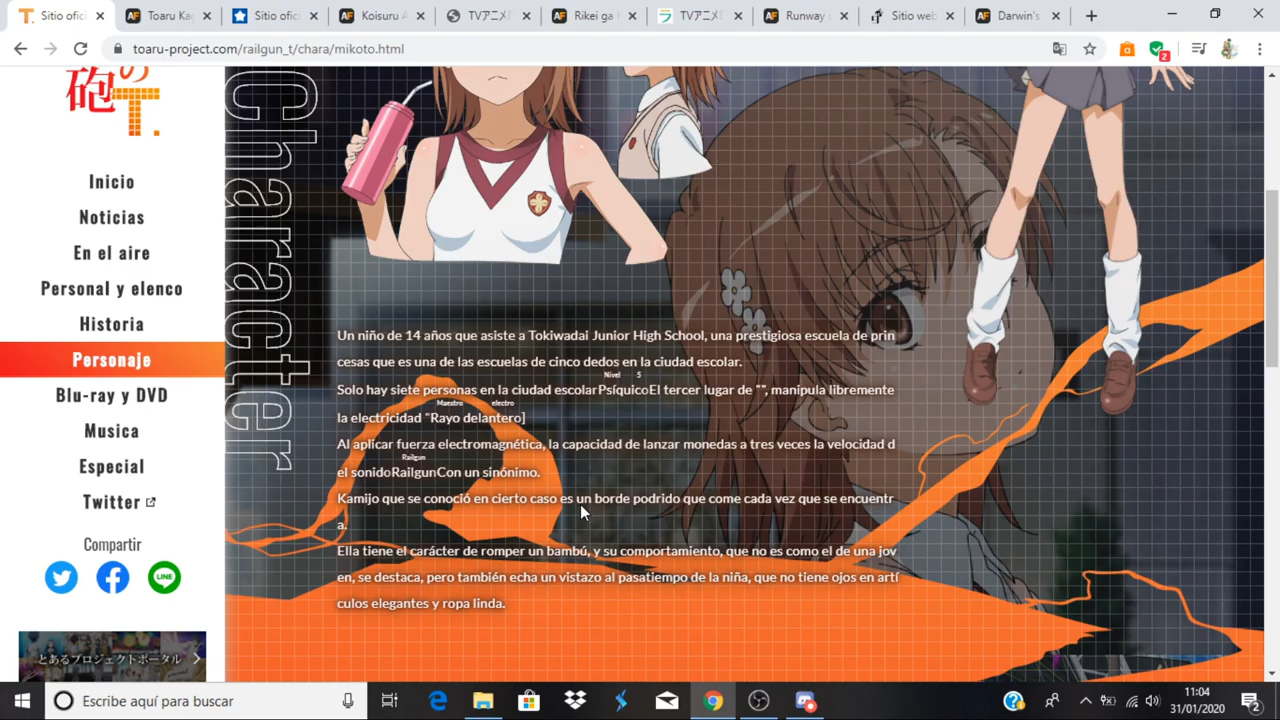 Sitio ofici
Toaru Kag
Sitio ofici
Koisuru A
TVアニメ
Rikei ga
TVアニメ
Runway
Sitio web
Darwin's
toaru-project.com/railgun_t/chara/mikoto.html
2
の
砲
T.
Inicio
Noticias
En el aire
Personal y elenco
Historia
Personaje
Blu-ray y DVD
Musica
Especial
Twitter
Compartir
LINE
とあるプロジェクトポータル
Character
Un niño de 14 años que asiste a Tokiwadai Junior High School, una prestigiosa escuela de prin
cesas que es una de las escuelas de cinco dedos en la ciudad escolar.
Nivel 5
Solo hay siete personas en la ciudad escolarPsíquicoEl tercer lugar de "", manipula libremente
Maestro electro
la electricidad "Rayo delantero]
Al aplicar fuerza electromagnética, la capacidad de lanzar monedas a tres veces la velocidad d
Railgun
el sonidoRailgunCon un sinónimo.
Kamijo que se conoció en cierto caso es un borde podrido que come cada vez que se encuentr
a.
Ella tiene el carácter de romper un bambú, y su comportamiento, que no es como el de una jov
en, se destaca, pero también echa un vistazo al pasatiempo de la niña, que no tiene ojos en artí
culos elegantes y ropa linda.
Escribe aquí para buscar
11:04
31/01/2020
2